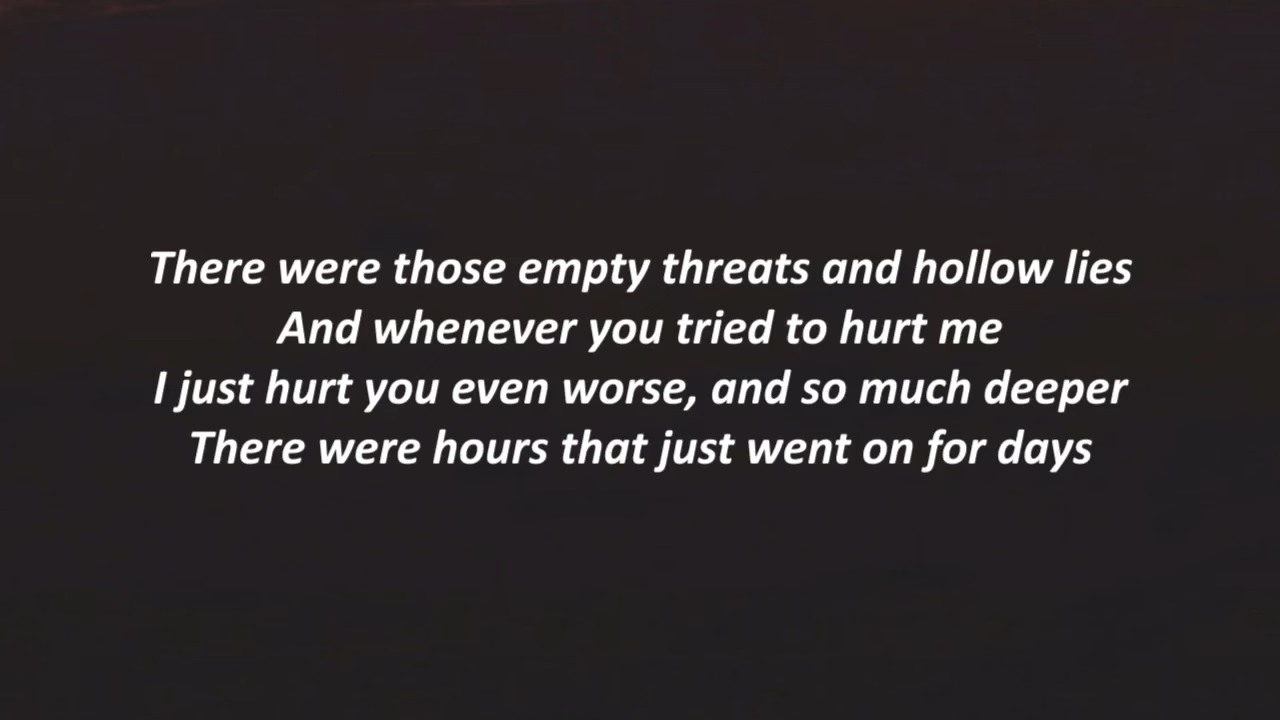 There were those empty threats and hollow lies
And whenever you tried to hurt me
I just hurt you even worse, and so much deeper
There were hours that just went on for days